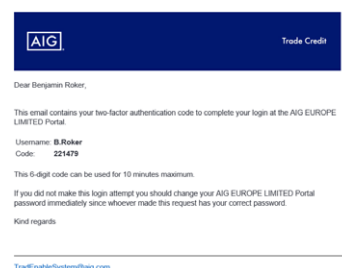 AIG
Trade Credit
Dear Benjamin Roker,
This email contains your two-factor authentication code to complete your login at the AIG EUROPE
LIMITED Portal.
Username: B.Roker
Code: 221479
This 6-digit code can be used for 10 minutes maximum.
If you did not make this login attempt you should change your AIG EUROPE LIMITED Portal
password immediately since whoever made this request has your correct password.
Kind regards
TradEnableSystem@aig.com